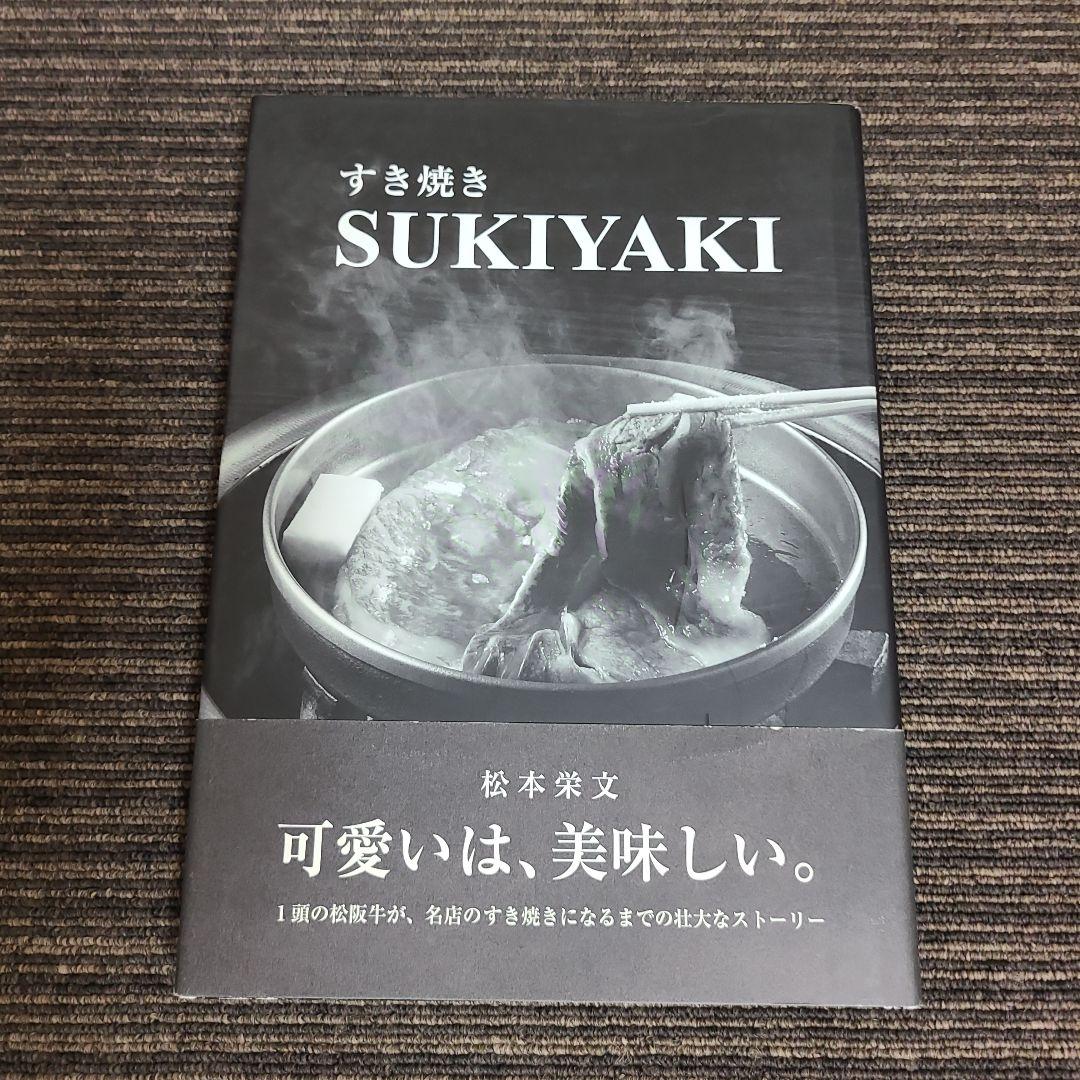 すき焼き
SUKIYAKI
松本栄文
可愛いは、美味しい。
1頭の松阪牛が、名店のすき焼きになるまでの壮大なストーリー